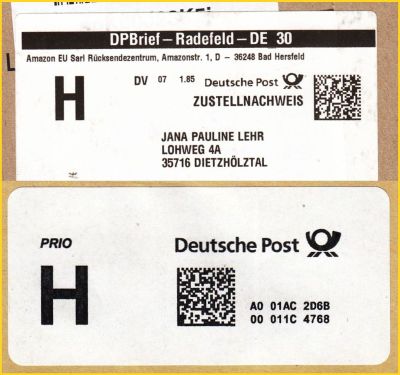 DPBrief – Radefeld – DE 30
Amazon EU Sarl Rücksendezentrum, Amazonstr. 1, D – 36248 Bad Hersfeld
H
DV 07 1.85 Deutsche Post
ZUSTELLNACHWEIS
JANA PAULINE LEHR
LOHWEG 4A
35716 DIETZHÖLZTAL
PRIO
Deutsche Post
H
A0 01AC 2D6B
00 011C 4768